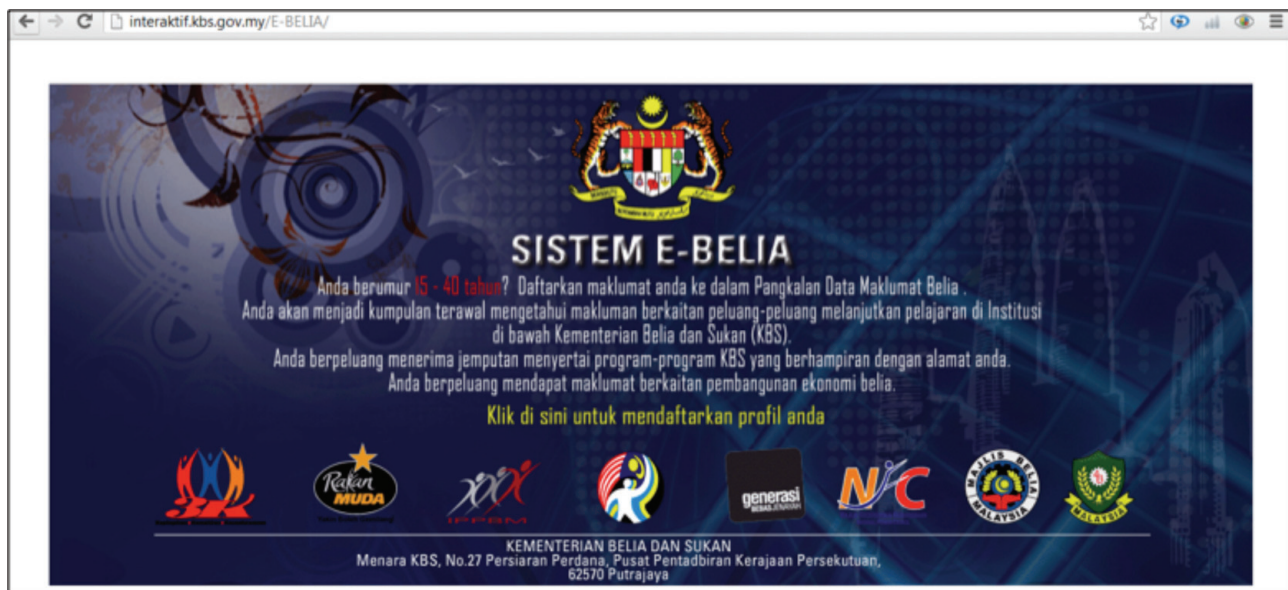 interaktif.kbs.gov.my/E-BELIA/
SISTEM E-BELIA
Anda berumur 15 - 40 tahun? Daftarkan maklumat anda ke dalam Pangkalan Data Maklumat Belia .
Anda akan menjadi kumpulan terawal mengetahui makluman berkaitan peluang-peluang melanjutkan pelajaran di Institusi
di bawah Kementerian Belia dan Sukan (KBS).
Anda berpeluang menerima jemputan menyertai program-program KBS yang berhampiran dengan alamat anda.
Anda berpeluang mendapat maklumat berkaitan pembangunan ekonomi belia.
Klik di sini untuk mendaftarkan profil anda
Rakan
MUDA
IPPBM
generasi
BEBAS JENAYAH
NYC
MAJLIS BELIA
MALAYSIA
MALAYSIA
KEMENTERIAN BELIA DAN SUKAN
Menara KBS, No.27 Persiaran Perdana, Pusat Pentadbiran Kerajaan Persekutuan,
62570 Putrajaya